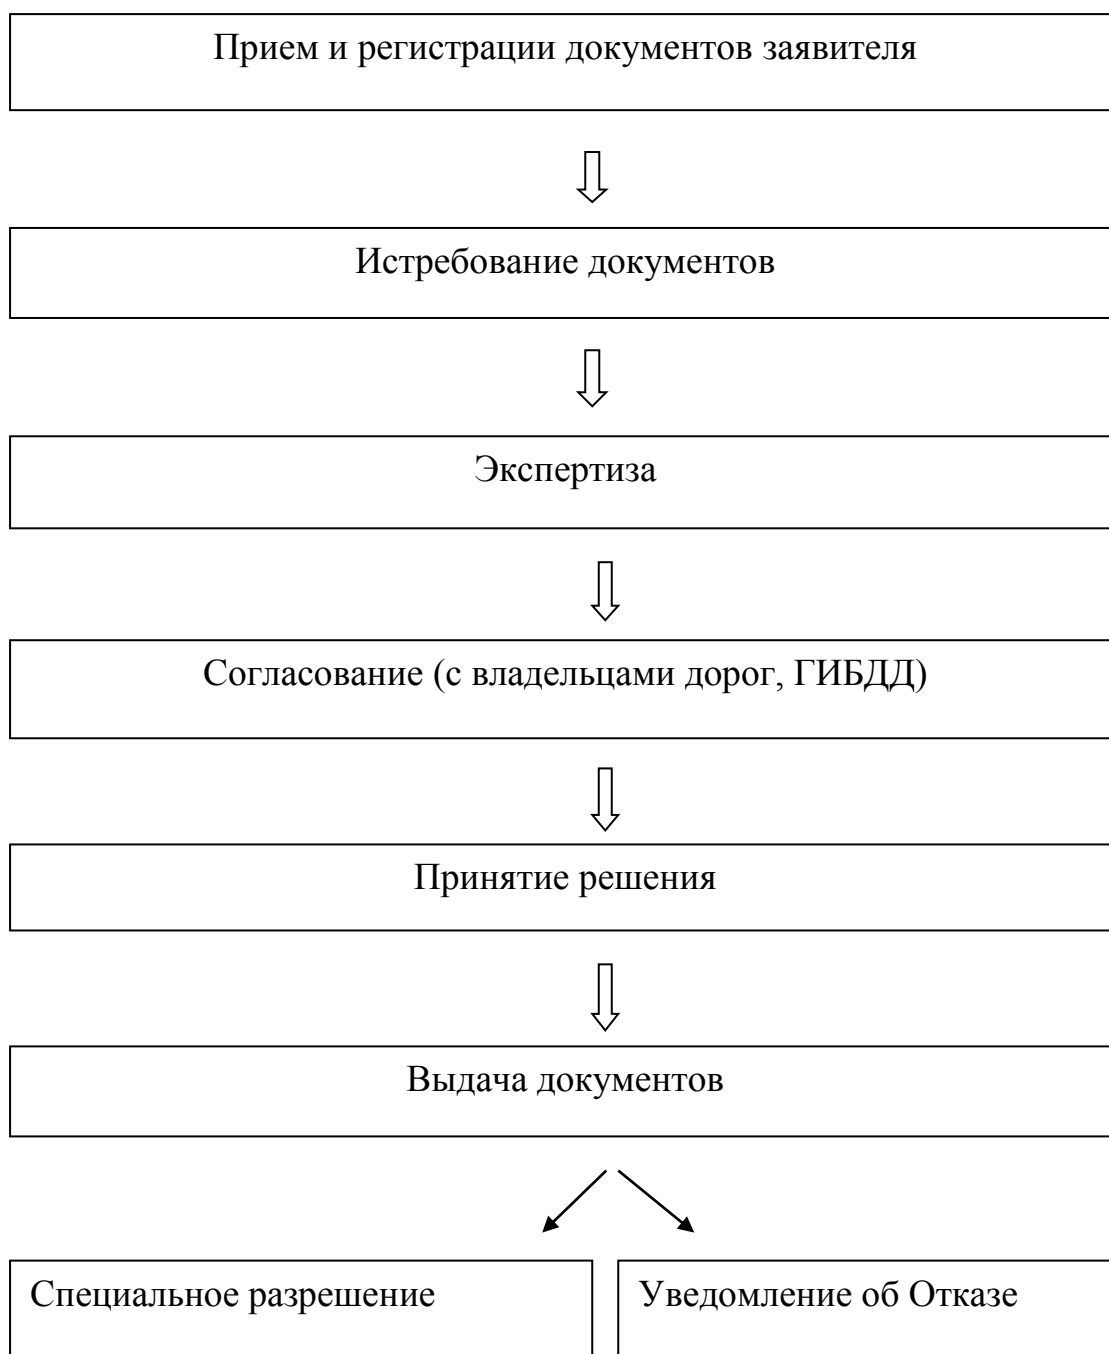 Прием и регистрации документов заявителя
Истребование документов
Экспертиза
Согласование (с владельцами дорог, ГИБДД)
Принятие решения
Выдача документов
Специальное разрешение
Уведомление об Отказе